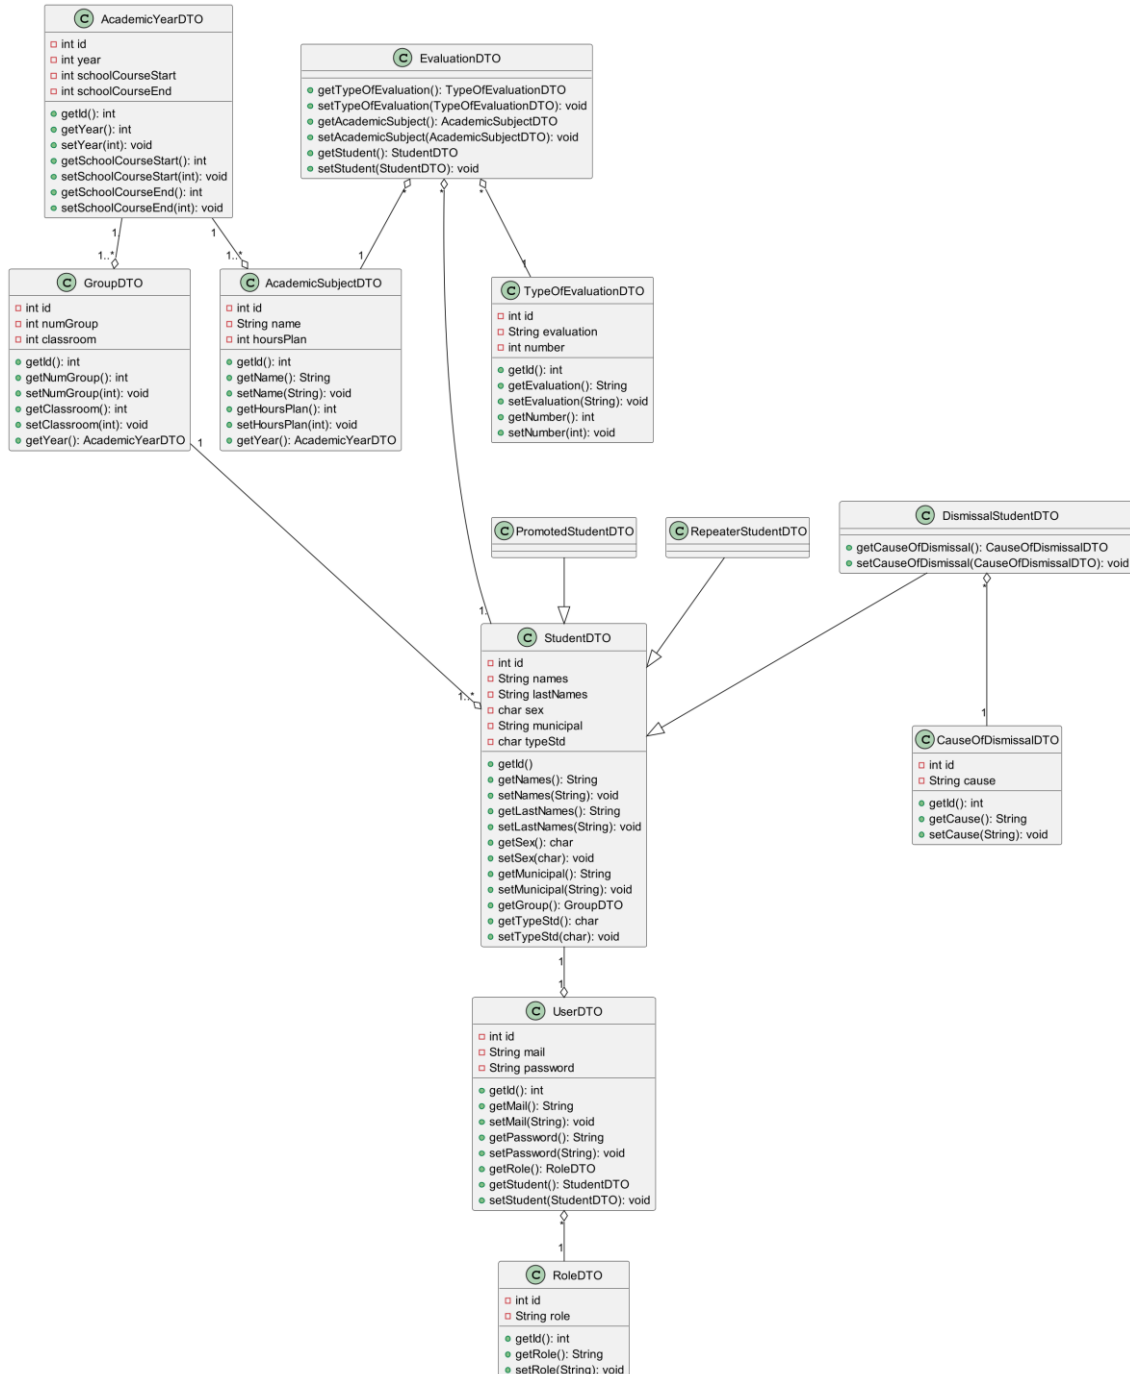 C AcademicYearDTO
int id
int year
int schoolCourseStart
int schoolCourseEnd
getId(): int
getYear(): int
setYear(int): void
getSchoolCourseStart(): int
setSchoolCourseStart(int): void
getSchoolCourseEnd(): int
setSchoolCourseEnd(int): void
C EvaluationDTO
getTypeOfEvaluation(): TypeOfEvaluationDTO
setTypeOfEvaluation(TypeOfEvaluationDTO): void
getAcademicSubject(): AcademicSubjectDTO
setAcademicSubject(AcademicSubjectDTO): void
getStudent(): StudentDTO
setStudent(StudentDTO): void
1.
1..*
1
1..*
*
1
*
1.
*
1
C GroupDTO
int id
int numGroup
int classroom
getId(): int
getNumGroup(): int
setNumGroup(int): void
getClassroom(): int
setClassroom(int): void
getYear(): AcademicYearDTO
C AcademicSubjectDTO
int id
String name
int hoursPlan
getId(): int
getName(): String
setName(String): void
getHoursPlan(): int
setHoursPlan(int): void
getYear(): AcademicYearDTO
C TypeOfEvaluationDTO
int id
String evaluation
int number
getId(): int
getEvaluation(): String
setEvaluation(String): void
getNumber(): int
setNumber(int): void
1
1..*
C PromotedStudentDTO
C RepeaterStudentDTO
C DismissalStudentDTO
getCauseOfDismissal(): CauseOfDismissalDTO
setCauseOfDismissal(CauseOfDismissalDTO): void
*
1
C StudentDTO
int id
String names
String lastNames
char sex
String municipal
char typeStd
getId()
getNames(): String
setNames(String): void
getLastNames(): String
setLastNames(String): void
getSex(): char
setSex(char): void
getMunicipal(): String
setMunicipal(String): void
getGroup(): GroupDTO
getTypeStd(): char
setTypeStd(char): void
C CauseOfDismissalDTO
int id
String cause
getId(): int
getCause(): String
setCause(String): void
1
1
C UserDTO
int id
String mail
String password
getId(): int
getMail(): String
setMail(String): void
getPassword(): String
setPassword(String): void
getRole(): RoleDTO
getStudent(): StudentDTO
setStudent(StudentDTO): void
*
1
C RoleDTO
int id
String role
getId(): int
getRole(): String
setRole(String): void